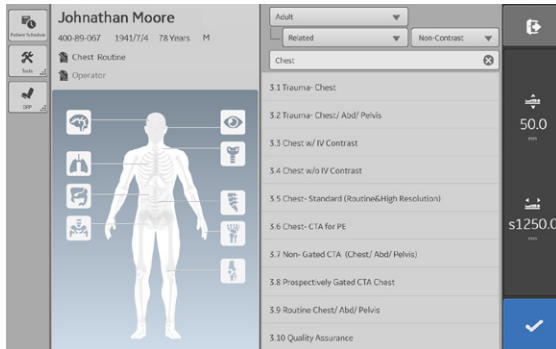 Patient Schedule
Tools
DPP
Johnathan Moore
400-89-067 1941/7/4 78 Years M
Chest Routine
Operator
Adult
Related
Non-Contrast
Chest
3.1 Trauma- Chest
3.2 Trauma- Chest/ Abd/ Pelvis
3.3 Chest w/ IV Contrast
3.4 Chest w/o IV Contrast
3.5 Chest- Standard (Routine&High Resolution)
3.6 Chest- CTA for PE
3.7 Non- Gated CTA (Chest/ Abd/ Pelvis)
3.8 Prospectively Gated CTA Chest
3.9 Routine Chest/ Abd/ Pelvis
3.10 Quality Assurance
50.0
mm
s1250.0
mm